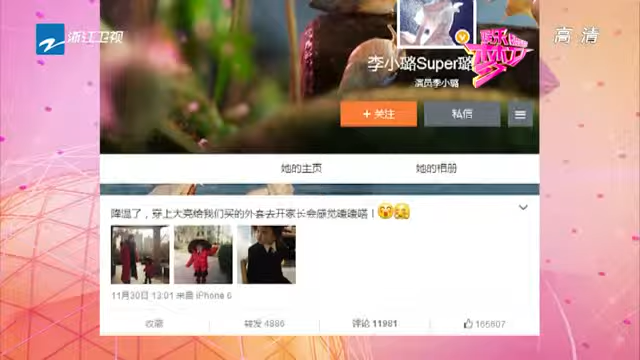 浙江卫视
高清
李小璐Super璐
演员李小璐
+ 关注
私信
她的主页
她的相册
降温了，穿上大亮给我们买的外套去开家长会感觉嗒嗒嗒！
11月30日 13:01 来自 iPhone 6
收藏
转发 4886
评论 11981
165607